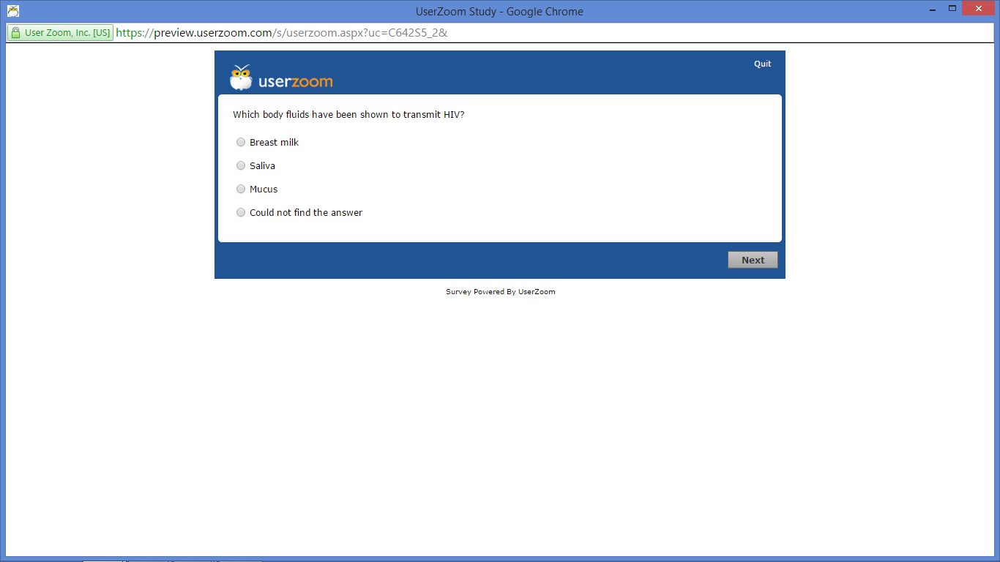 UserZoom Study - Google Chrome
User Zoom, Inc. [US] https://preview.userzoom.com/s/userzoom.aspx?uc=C642S5_2&
Quit
userzoom
Which body fluids have been shown to transmit HIV?
Breast milk
Saliva
Mucus
Could not find the answer
Next
Survey Powered By UserZoom